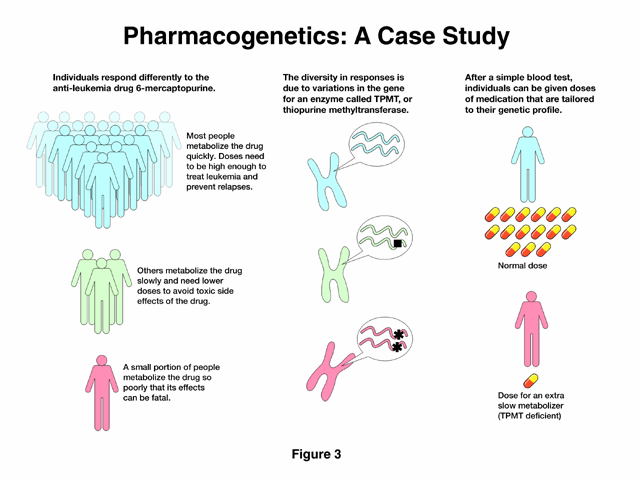 Pharmacogenetics: A Case Study
Individuals respond differently to the
anti-leukemia drug 6-mercaptopurine.
Most people
metabolize the drug
quickly. Doses need
to be high enough to
treat leukemia and
prevent relapses.
Others metabolize the drug
slowly and need lower
doses to avoid toxic side
effects of the drug.
A small portion of people
metabolize the drug so
poorly that its effects
can be fatal.
The diversity in responses is
due to variations in the gene
for an enzyme called TPMT, or
thiopurine methyltransferase.
After a simple blood test,
individuals can be given doses
of medication that are tailored
to their genetic profile.
Normal dose
Dose for an extra
slow metabolizer
(TPMT deficient)
Figure 3